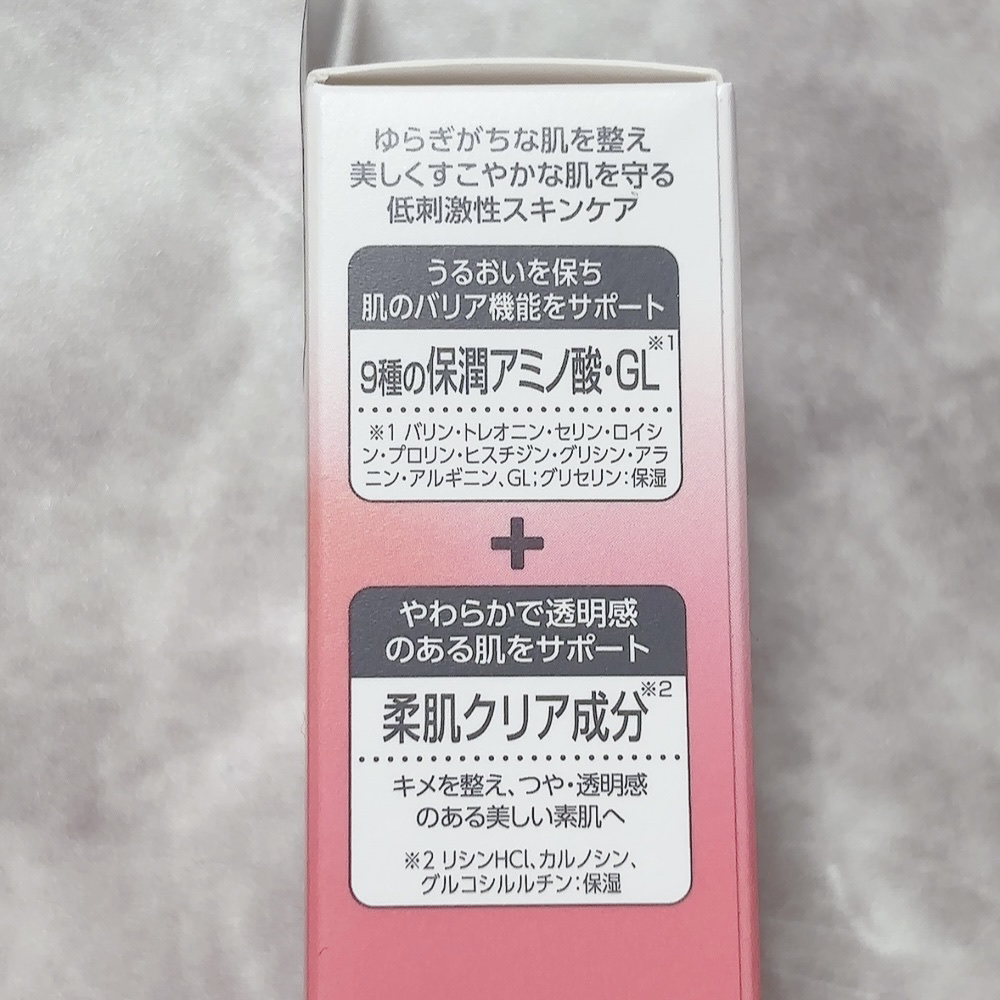 ゆらぎがちな肌を整え
美しくすこやかな肌を守る
低刺激性スキンケア
うるおいを保ち
肌のバリア機能をサポート
9種の保潤アミノ酸・GL※1
※1 バリン・トレオニン・セリン・ロイシ
ン・プロリン・ヒスチジン・グリシン・アラ
ニン・アルギニン、GL;グリセリン:保湿
+
やわらかで透明感
のある肌をサポート
柔肌クリア成分※2
キメを整え、つや・透明感
のある美しい素肌へ
※2 リシンHCl、カルノシン、
グルコシルルチン:保湿